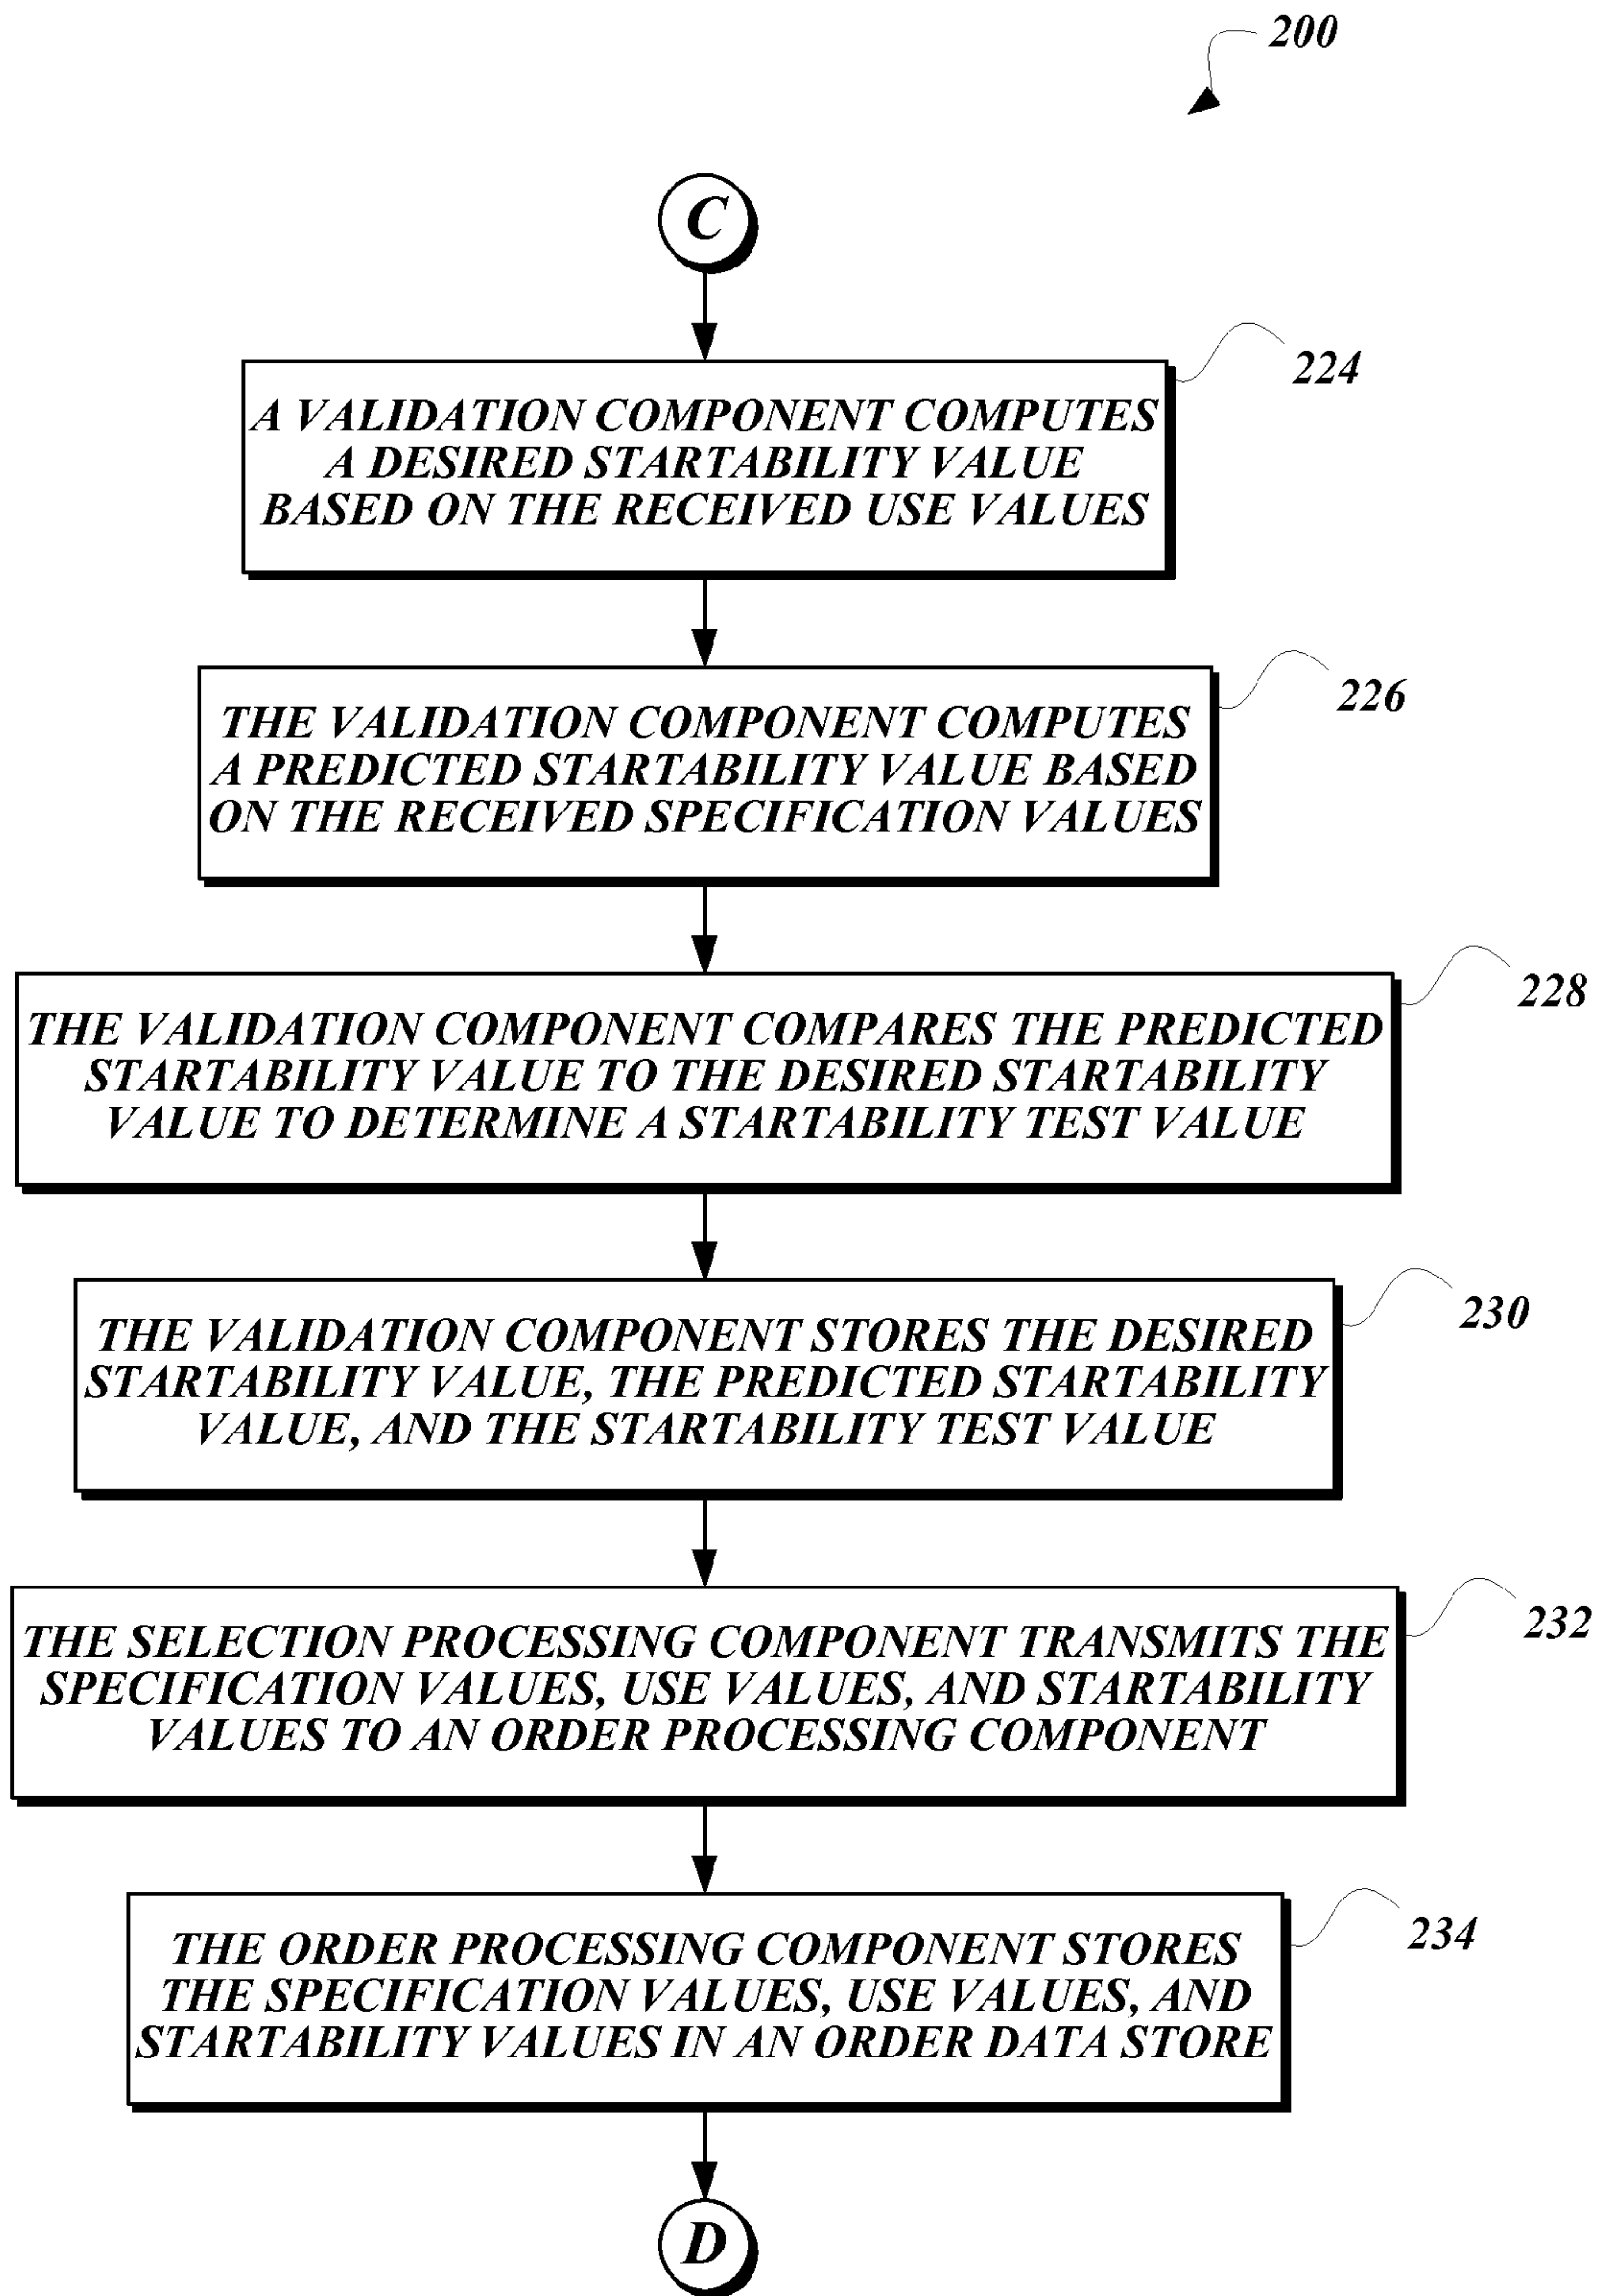 200
C
224
A VALIDATION COMPONENT COMPUTES
A DESIRED STARTABILITY VALUE
BASED ON THE RECEIVED USE VALUES
226
THE VALIDATION COMPONENT COMPUTES
A PREDICTED STARTABILITY VALUE BASED
ON THE RECEIVED SPECIFICATION VALUES
228
THE VALIDATION COMPONENT COMPARES THE PREDICTED
STARTABILITY VALUE TO THE DESIRED STARTABILITY
VALUE TO DETERMINE A STARTABILITY TEST VALUE
230
THE VALIDATION COMPONENT STORES THE DESIRED
STARTABILITY VALUE, THE PREDICTED STARTABILITY
VALUE, AND THE STARTABILITY TEST VALUE
232
THE SELECTION PROCESSING COMPONENT TRANSMITS THE
SPECIFICATION VALUES, USE VALUES, AND STARTABILITY
VALUES TO AN ORDER PROCESSING COMPONENT
234
THE ORDER PROCESSING COMPONENT STORES
THE SPECIFICATION VALUES, USE VALUES, AND
STARTABILITY VALUES IN AN ORDER DATA STORE
D